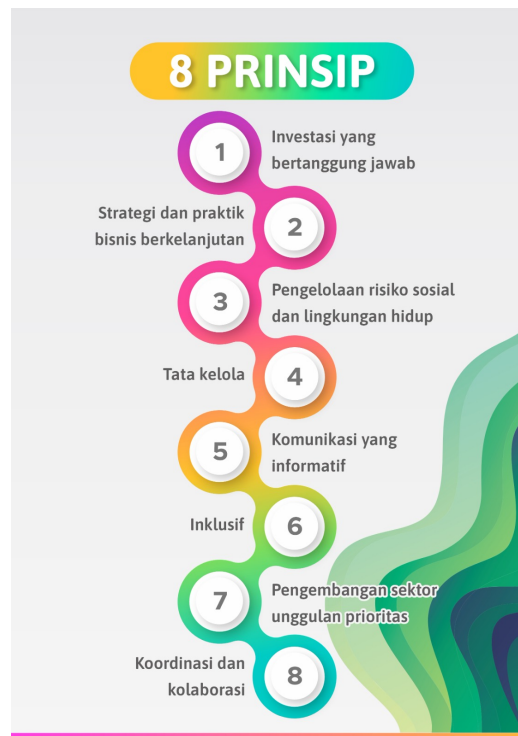 8 PRINSIP
1
Investasi yang
bertanggung jawab
Strategi dan praktik
bisnis berkelanjutan
2
3
Pengelolaan risiko sosial
dan lingkungan hidup
Tata kelola
4
5
Komunikasi yang
informatif
Inklusif
6
7
Pengembangan sektor
unggulan prioritas
Koordinasi dan
kolaborasi
8